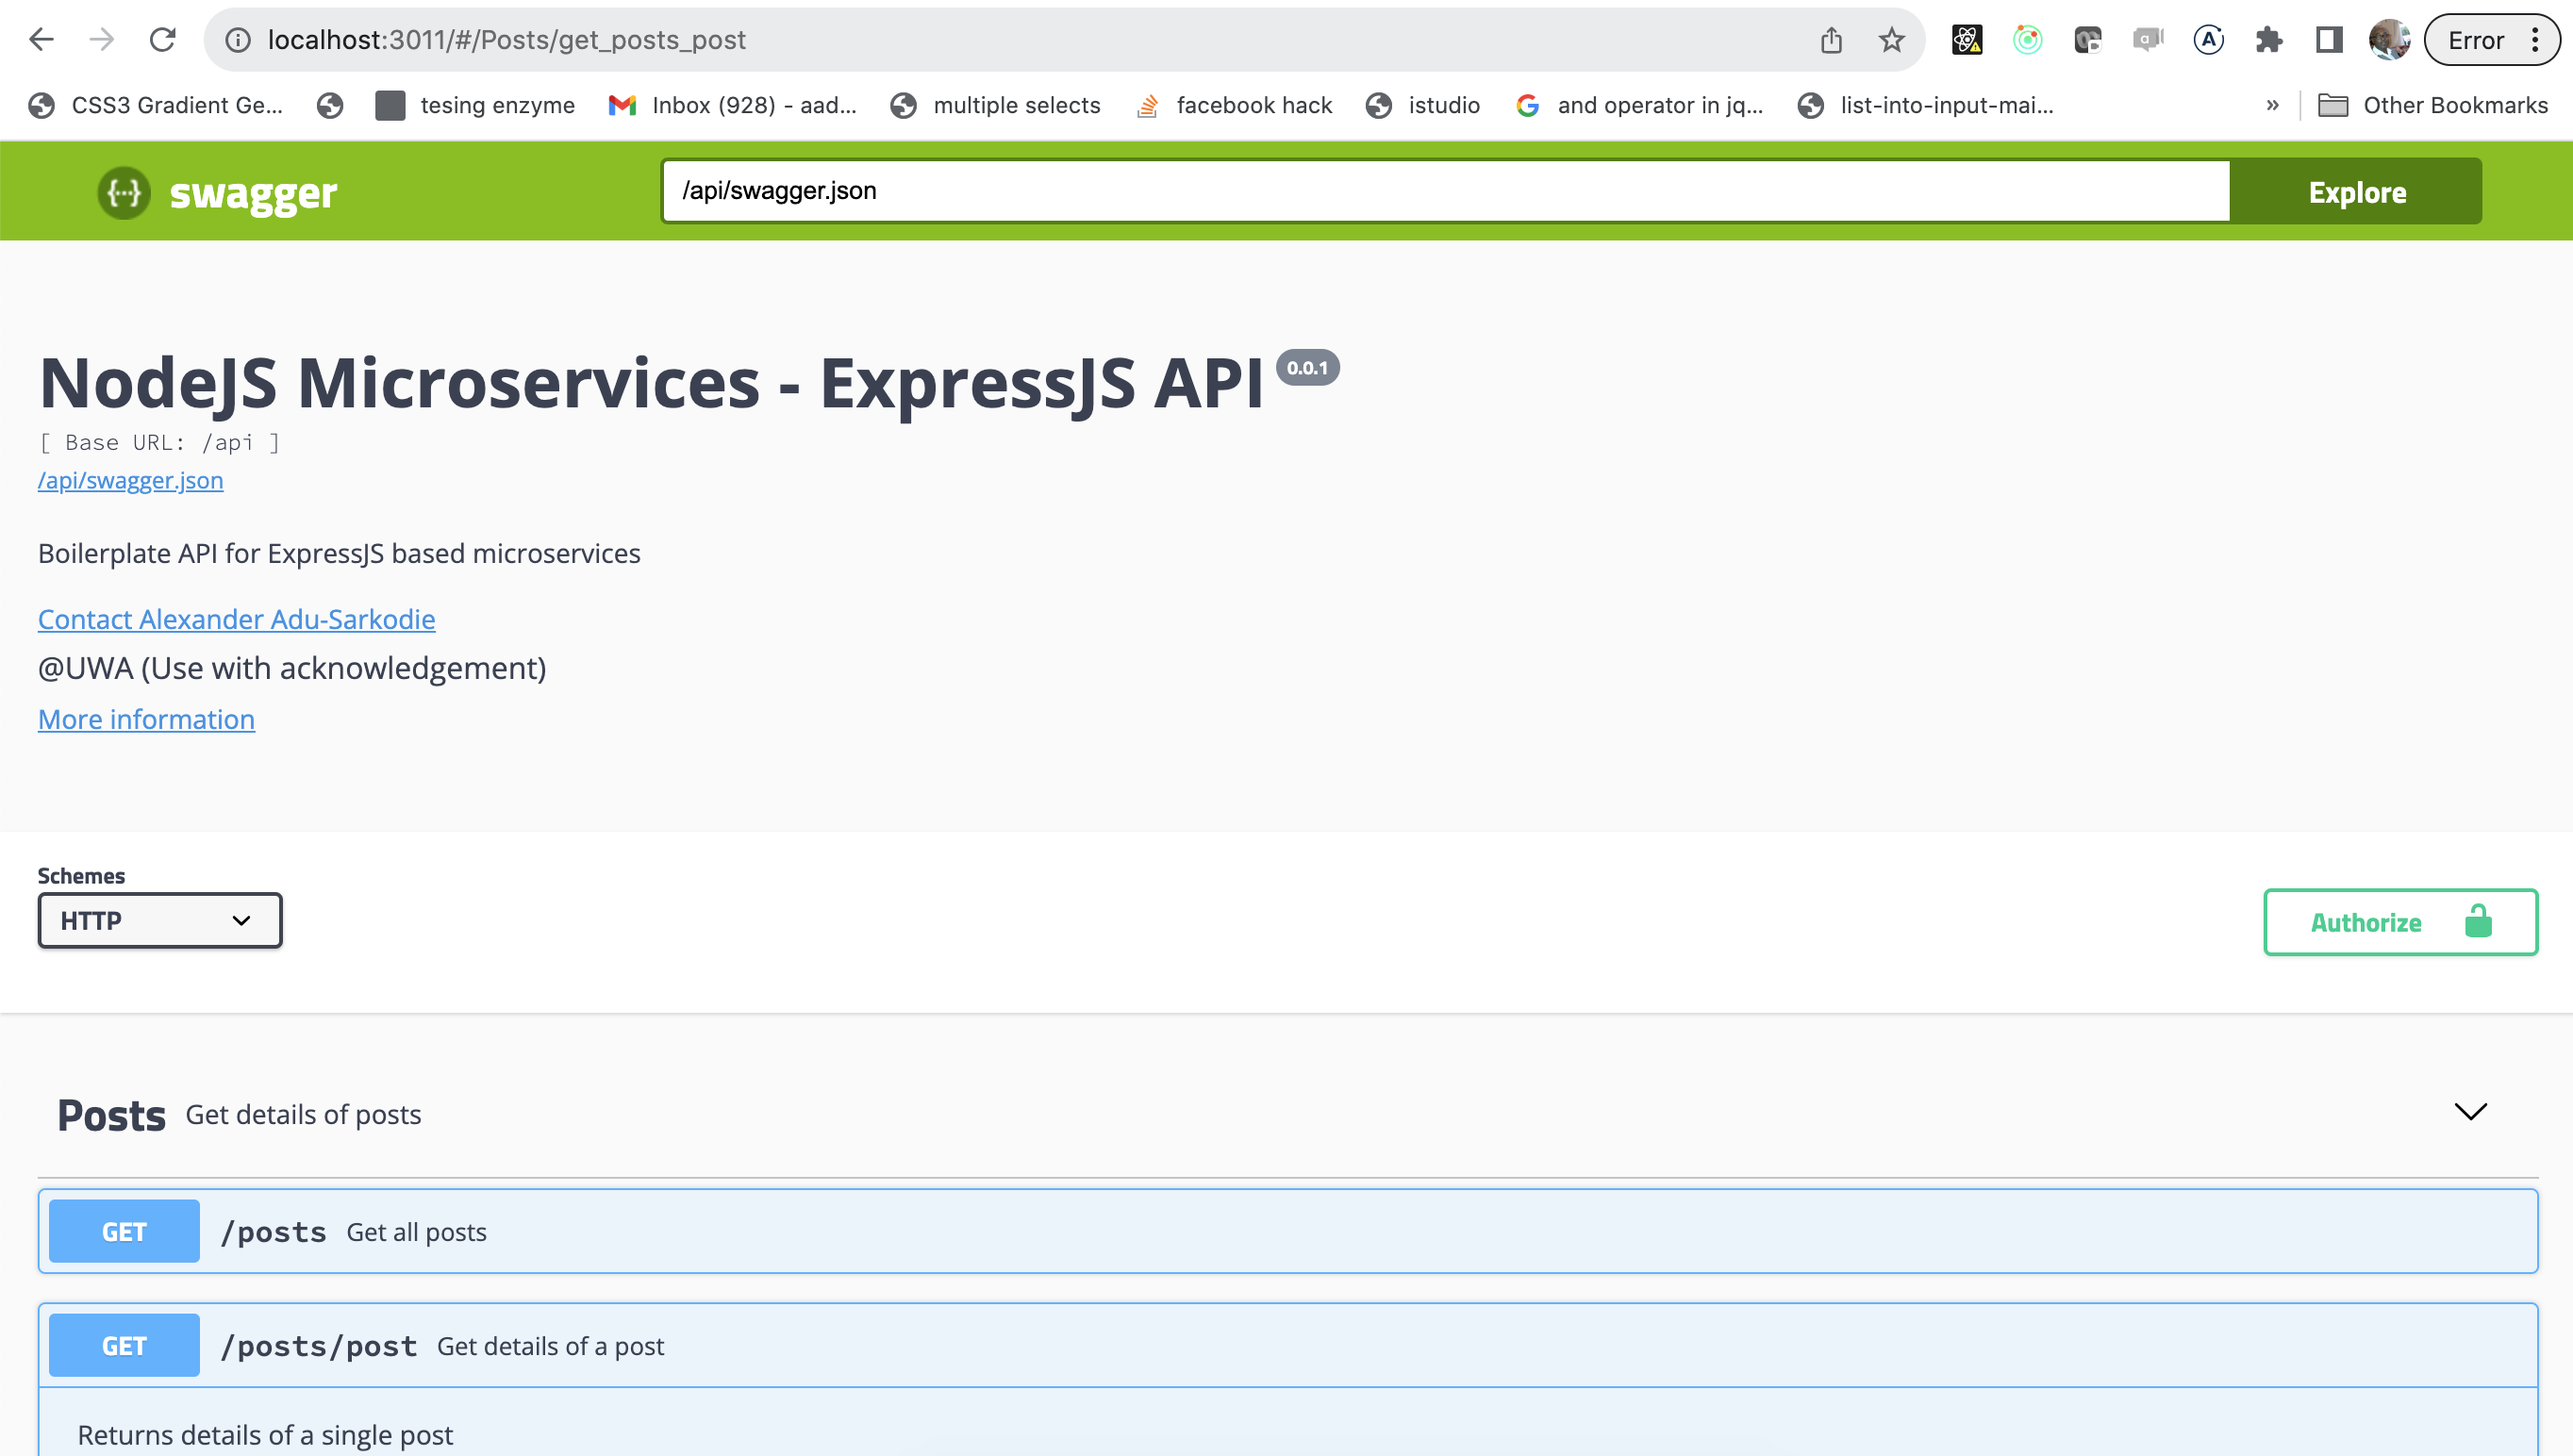 localhost:3011/#/Posts/get_posts_post
Error
CSS3 Gradient Ge...
tesing enzyme
Inbox (928) - aad...
multiple selects
facebook hack
istudio
and operator in jq...
list-into-input-mai...
»
Other Bookmarks
{···} swagger
/api/swagger.json
Explore
NodeJS Microservices - ExpressJS API 0.0.1
[ Base URL: /api ]
/api/swagger.json
Boilerplate API for ExpressJS based microservices
Contact Alexander Adu-Sarkodie
@UWA (Use with acknowledgement)
More information
Schemes
HTTP
Authorize
Posts Get details of posts
GET /posts Get all posts
GET /posts/post Get details of a post
Returns details of a single post